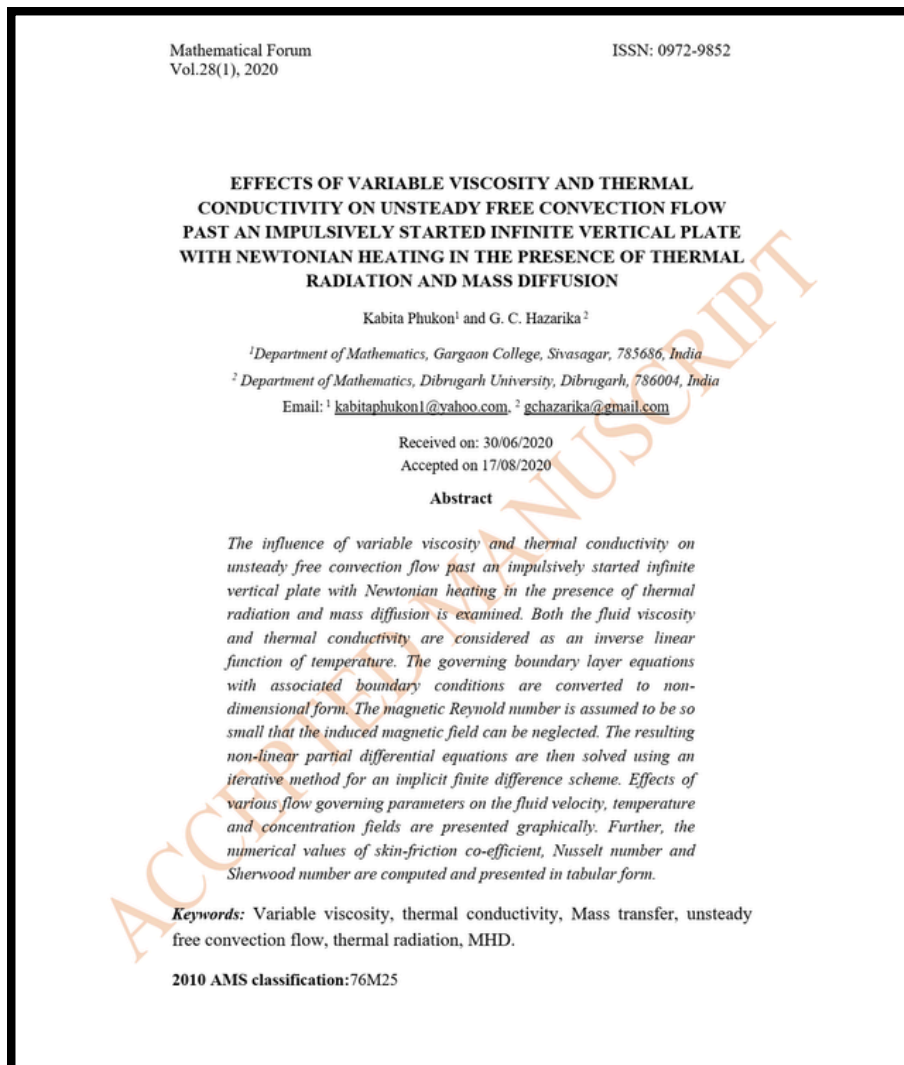 Mathematical Forum
ISSN: 0972-9852
Vol.28(1), 2020
EFFECTS OF VARIABLE VISCOSITY AND THERMAL
CONDUCTIVITY ON UNSTEADY FREE CONVECTION FLOW
PAST AN IMPULSIVELY STARTED INFINITE VERTICAL PLATE
WITH NEWTONIAN HEATING IN THE PRESENCE OF THERMAL
RADIATION AND MASS DIFFUSION
Kabita Phukon¹ and G. C. Hazarika ²
¹Department of Mathematics, Gargaon College, Sivasagar, 785686, India
² Department of Mathematics, Dibrugarh University, Dibrugarh, 786004, India
Email: ¹ kabitaphukon1@yahoo.com, ² gchazarika@gmail.com
Received on: 30/06/2020
Accepted on 17/08/2020
Abstract
The influence of variable viscosity and thermal conductivity on
unsteady free convection flow past an impulsively started infinite
vertical plate with Newtonian heating in the presence of thermal
radiation and mass diffusion is examined. Both the fluid viscosity
and thermal conductivity are considered as an inverse linear
function of temperature. The governing boundary layer equations
with associated boundary conditions are converted to non-
dimensional form. The magnetic Reynold number is assumed to be so
small that the induced magnetic field can be neglected. The resulting
non-linear partial differential equations are then solved using an
iterative method for an implicit finite difference scheme. Effects of
various flow governing parameters on the fluid velocity, temperature
and concentration fields are presented graphically. Further, the
numerical values of skin-friction co-efficient, Nusselt number and
Sherwood number are computed and presented in tabular form.
Keywords: Variable viscosity, thermal conductivity, Mass transfer, unsteady
free convection flow, thermal radiation, MHD.
2010 AMS classification:76M25
ACCEPTED MANUSCRIPT